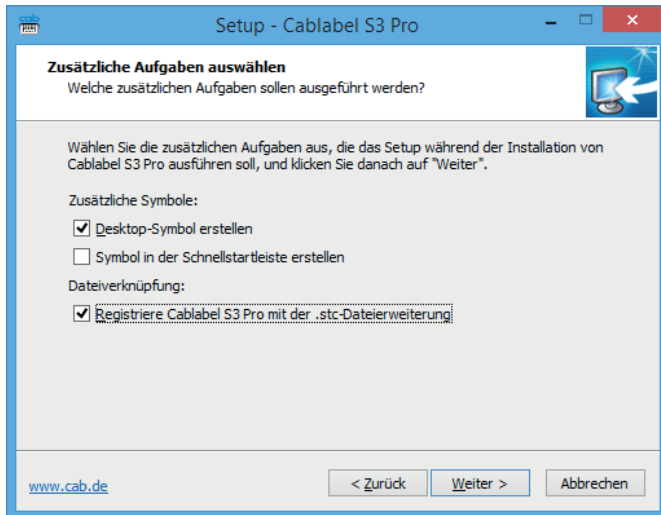 cab
Setup - Cablabel S3 Pro
Zusätzliche Aufgaben auswählen
Welche zusätzlichen Aufgaben sollen ausgeführt werden?
Wählen Sie die zusätzlichen Aufgaben aus, die das Setup während der Installation von
Cablabel S3 Pro ausführen soll, und klicken Sie danach auf "Weiter".
Zusätzliche Symbole:
Desktop-Symbol erstellen
Symbol in der Schnellstartleiste erstellen
Dateiverknüpfung:
Registriere Cablabel S3 Pro mit der .stc-Dateierweiterung
www.cab.de
< Zurück
Weiter >
Abbrechen